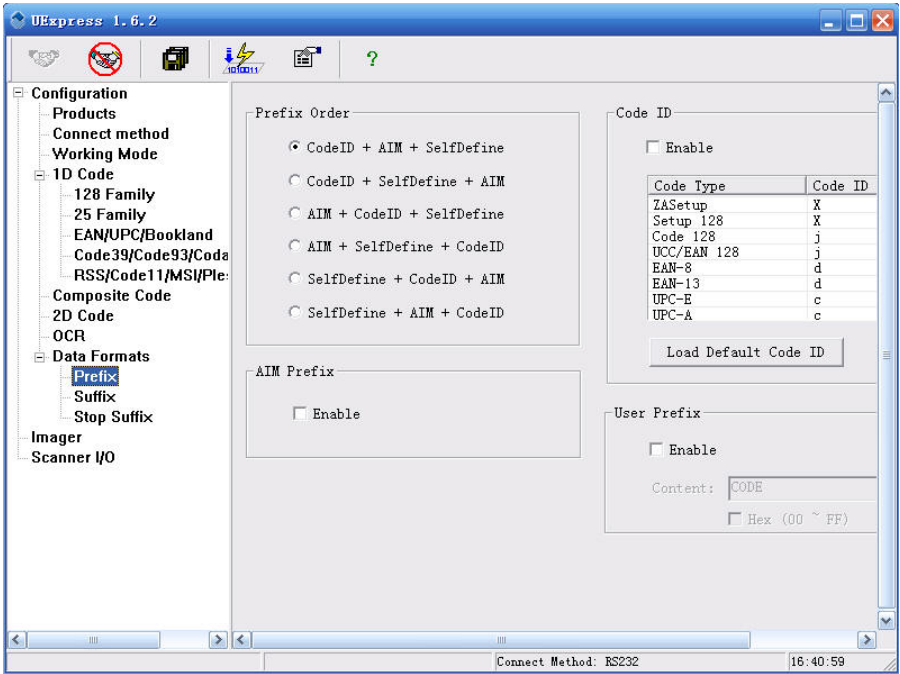 UExpress 1.6.2
1010011
?
Configuration
Products
Connect method
Working Mode
1D Code
128 Family
25 Family
EAN/UPC/Bookland
Code39/Code93/Coda
RSS/Code11/MSI/Ple
Composite Code
2D Code
OCR
Data Formats
Prefix
Suffix
Stop Suffix
Imager
Scanner I/O
Prefix Order
CodeID + AIM + SelfDefine
CodeID + SelfDefine + AIM
AIM + CodeID + SelfDefine
AIM + SelfDefine + CodeID
SelfDefine + CodeID + AIM
SelfDefine + AIM + CodeID
AIM Prefix
Enable
Code ID
Enable
Code Type Code ID
ZASetup X
Setup 128 X
Code 128 j
UCC/EAN 128 j
EAN-8 d
EAN-13 d
UPC-E c
UPC-A c
Load Default Code ID
User Prefix
Enable
Content: CODE
Hex (00 ~ FF)
Connect Method: RS232 16:40:59